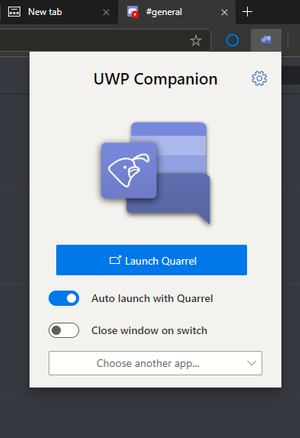 New tab
#general
UWP Companion
Launch Quarrel
Auto launch with Quarrel
Close window on switch
Choose another app...